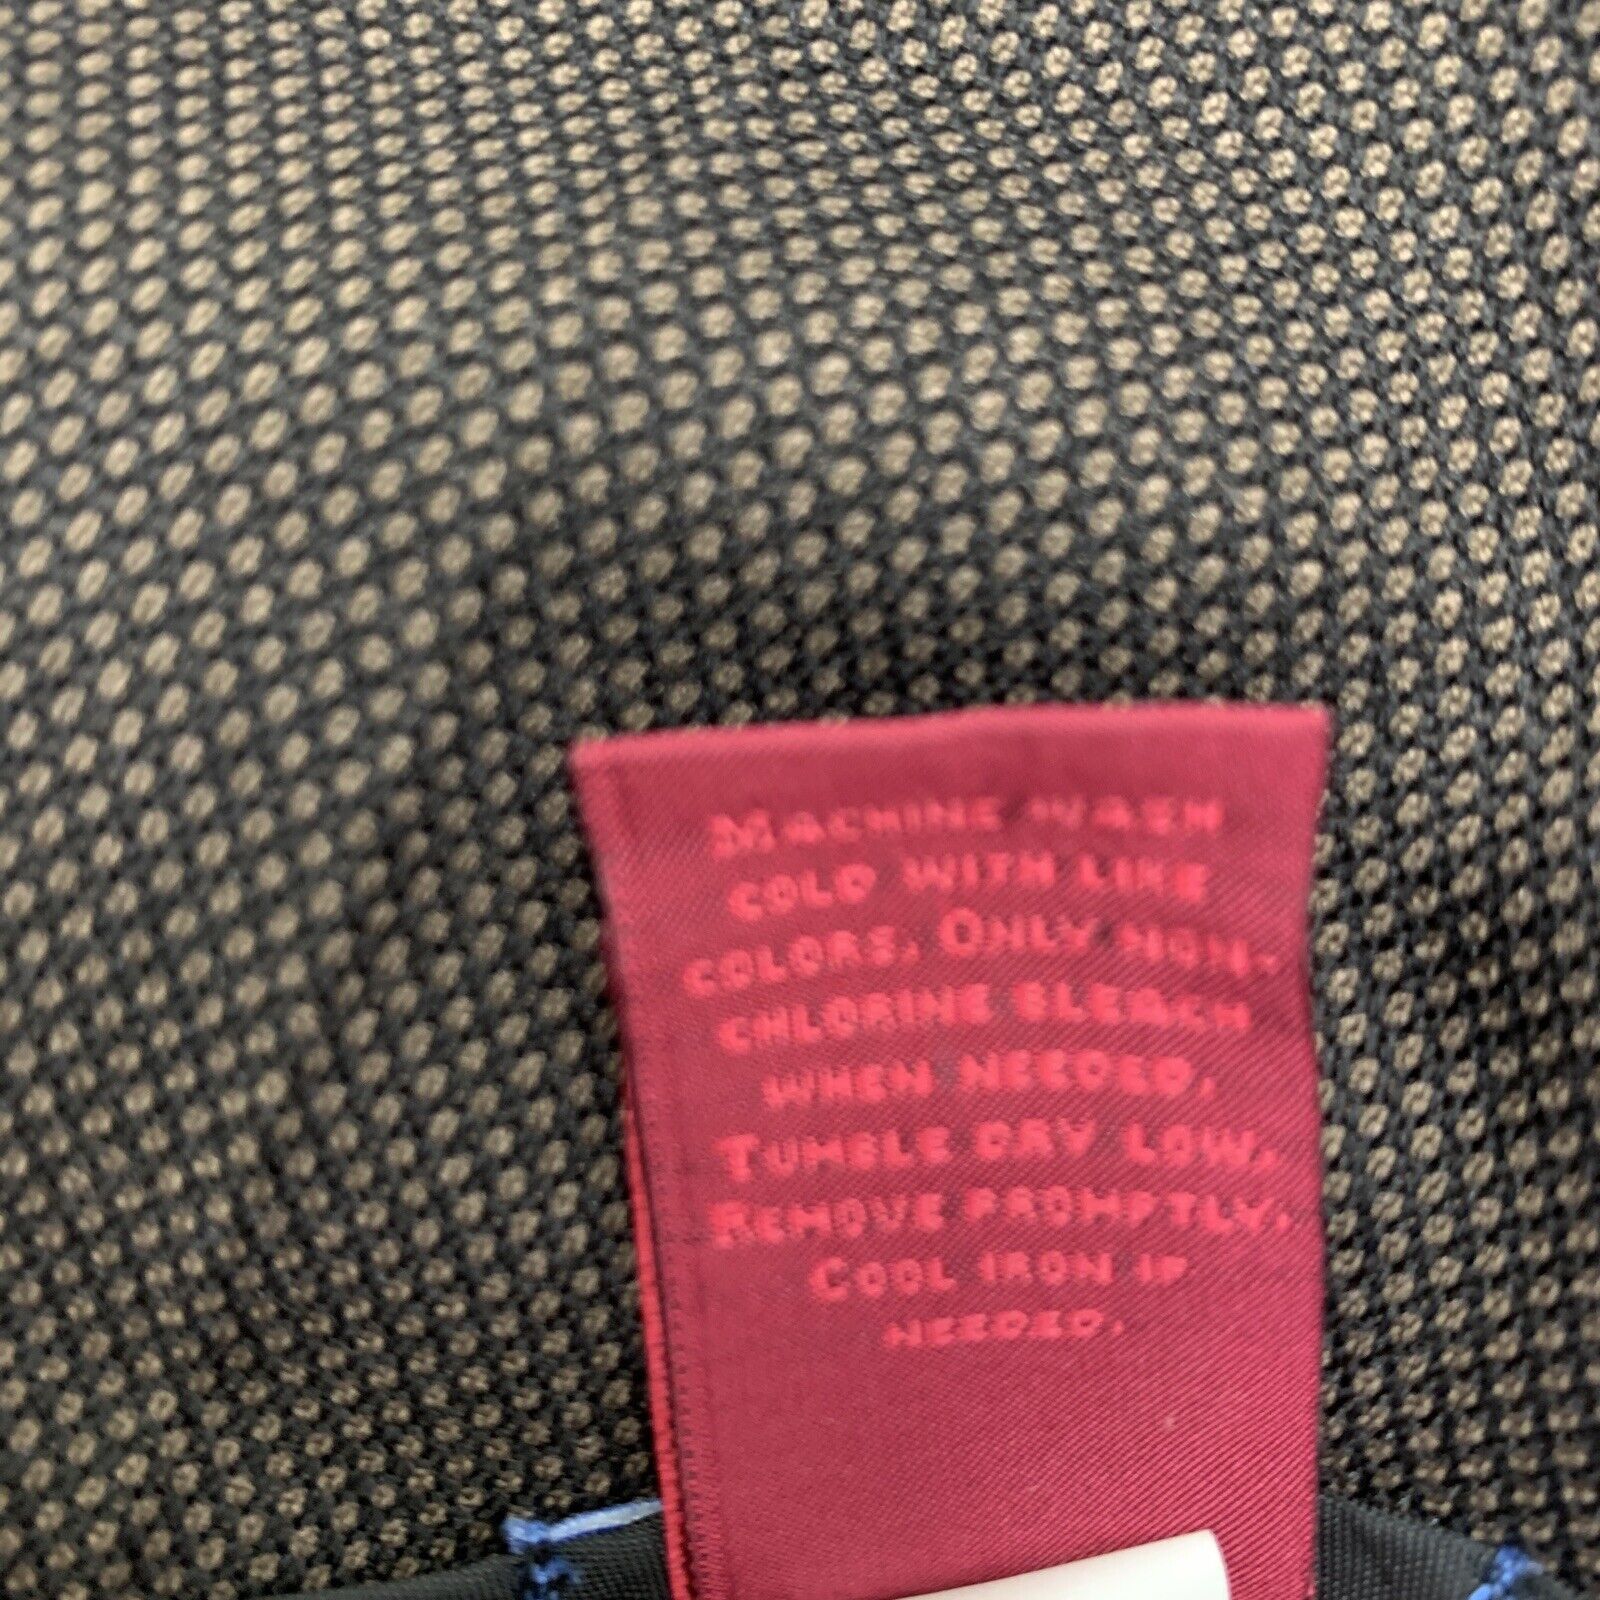 MACHINE WASH
COLD WITH LIKE
COLORS. ONLY NON-
CHLORINE BLEACH
WHEN NEEDED.
TUMBLE DRY LOW.
REMOVE PROMPTLY.
COOL IRON IF
NEEDED.